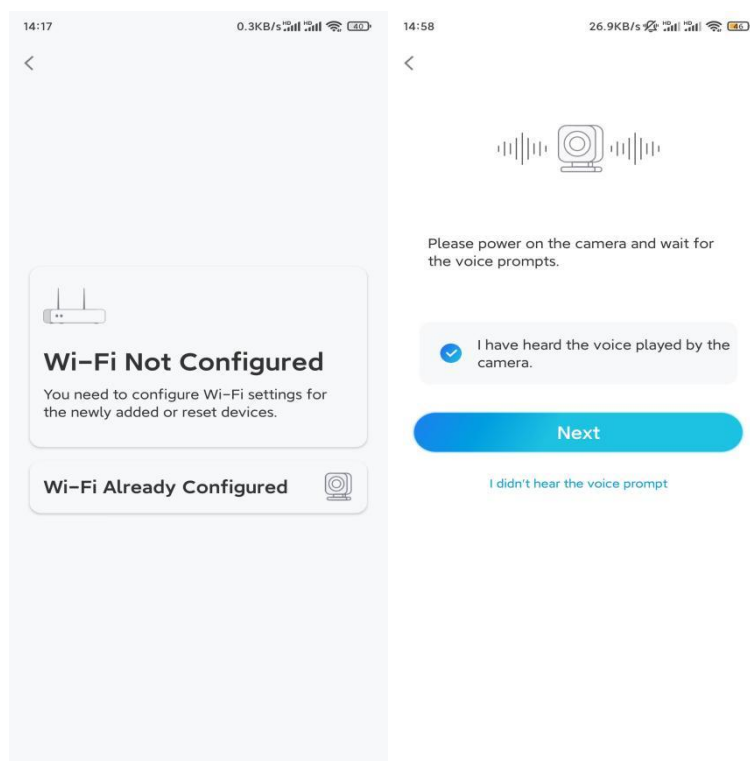 14:17
0.3KB/s
40
Wi-Fi Not Configured
You need to configure Wi-Fi settings for
the newly added or reset devices.
Wi-Fi Already Configured
14:58
26.9KB/s
46
Please power on the camera and wait for
the voice prompts.
I have heard the voice played by the
camera.
Next
I didn't hear the voice prompt